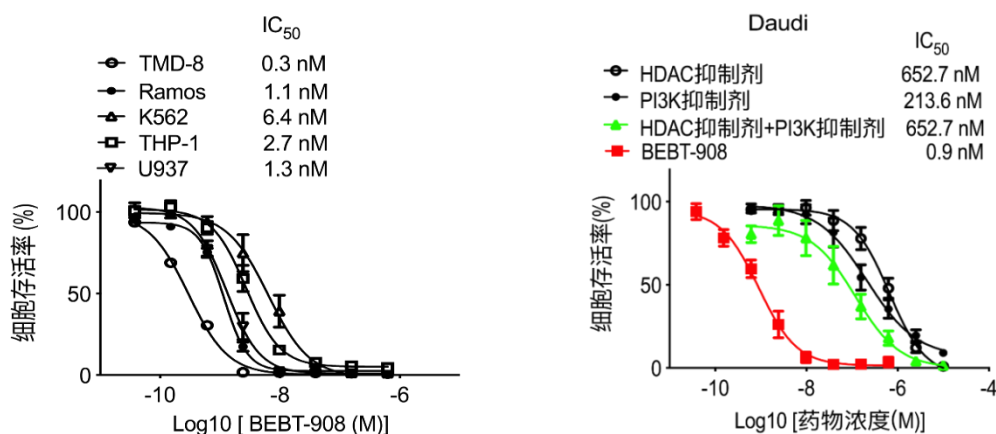 IC50
TMD-8 0.3 nM
Ramos 1.1 nM
K562 6.4 nM
THP-1 2.7 nM
U937 1.3 nM
细胞存活率(%)
100
50
0
-10 -8 -6
Log10 [ BEBT-908 (M)]
Daudi
IC50
HDAC抑制剂 652.7 nM
PI3K抑制剂 213.6 nM
HDAC抑制剂+PI3K抑制剂 652.7 nM
BEBT-908 0.9 nM
细胞存活率(%)
100
50
0
-10 -8 -6 -4
Log10 [药物浓度(M)]